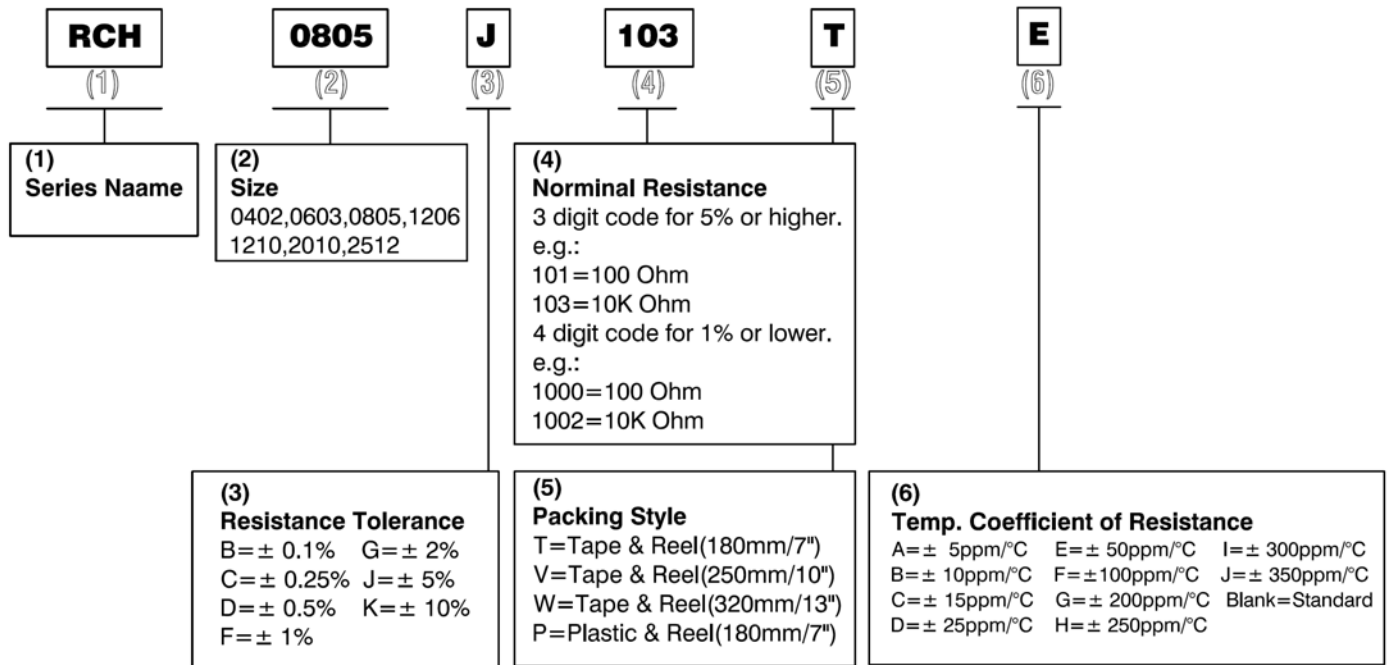 RCH 0805 J 103 T E
(1) (2) (3) (4) (5) (6)
(1)
Series Naame
(2)
Size
0402,0603,0805,1206
1210,2010,2512
(4)
Norminal Resistance
3 digit code for 5% or higher.
e.g.:
101=100 Ohm
103=10K Ohm
4 digit code for 1% or lower.
e.g.:
1000=100 Ohm
1002=10K Ohm
(3)
Resistance Tolerance
B=± 0.1% G=± 2%
C=± 0.25% J=± 5%
D=± 0.5% K=± 10%
F=± 1%
(5)
Packing Style
T=Tape & Reel(180mm/7")
V=Tape & Reel(250mm/10")
W=Tape & Reel(320mm/13")
P=Plastic & Reel(180mm/7")
(6)
Temp. Coefficient of Resistance
A=± 5ppm/°C E=± 50ppm/°C I=± 300ppm/°C
B=± 10ppm/°C F=±100ppm/°C J=± 350ppm/°C
C=± 15ppm/°C G=± 200ppm/°C Blank=Standard
D=± 25ppm/°C H=± 250ppm/°C